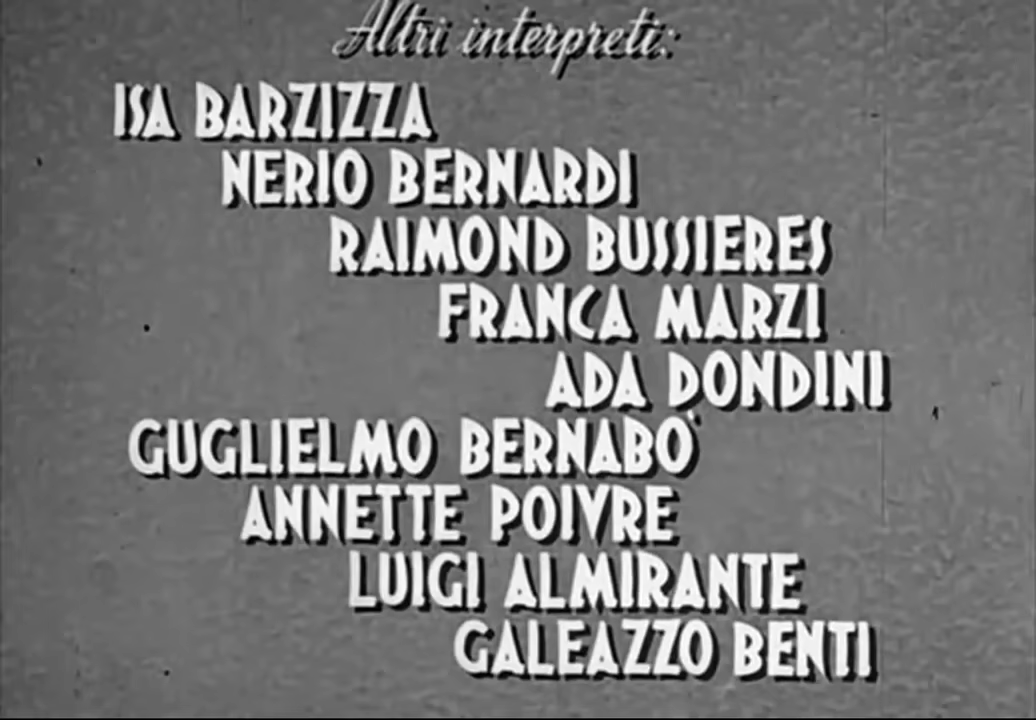 Altri interpreti:
ISA BARZIZZA
NERIO BERNARDI
RAIMOND BUSSIERES
FRANCA MARZI
ADA DONDINI
GUGLIELMO BERNABO'
ANNETTE POIVRE
LUIGI ALMIRANTE
GALEAZZO BENTI